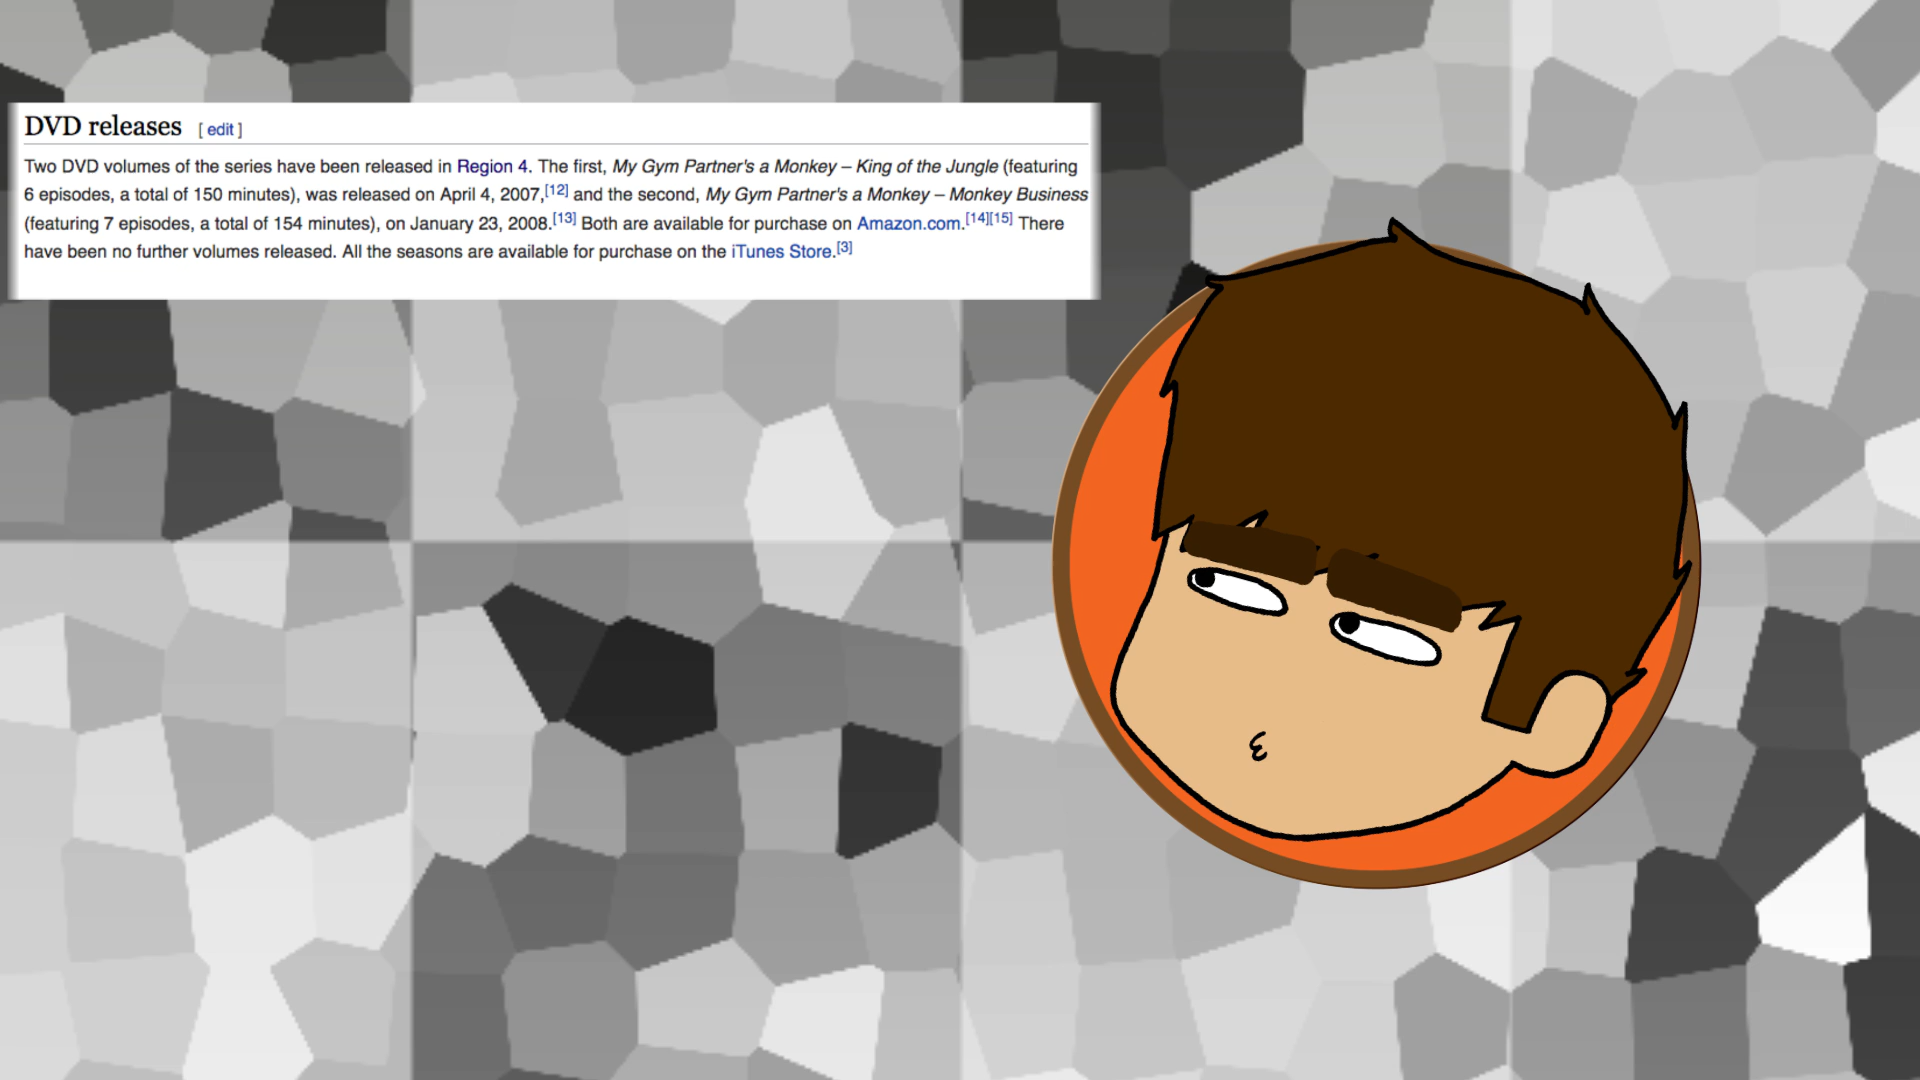 DVD releases [ edit ]
Two DVD volumes of the series have been released in Region 4. The first, My Gym Partner's a Monkey – King of the Jungle (featuring
6 episodes, a total of 150 minutes), was released on April 4, 2007,[12] and the second, My Gym Partner's a Monkey – Monkey Business
(featuring 7 episodes, a total of 154 minutes), on January 23, 2008.[13] Both are available for purchase on Amazon.com.[14][15] There
have been no further volumes released. All the seasons are available for purchase on the iTunes Store.[3]